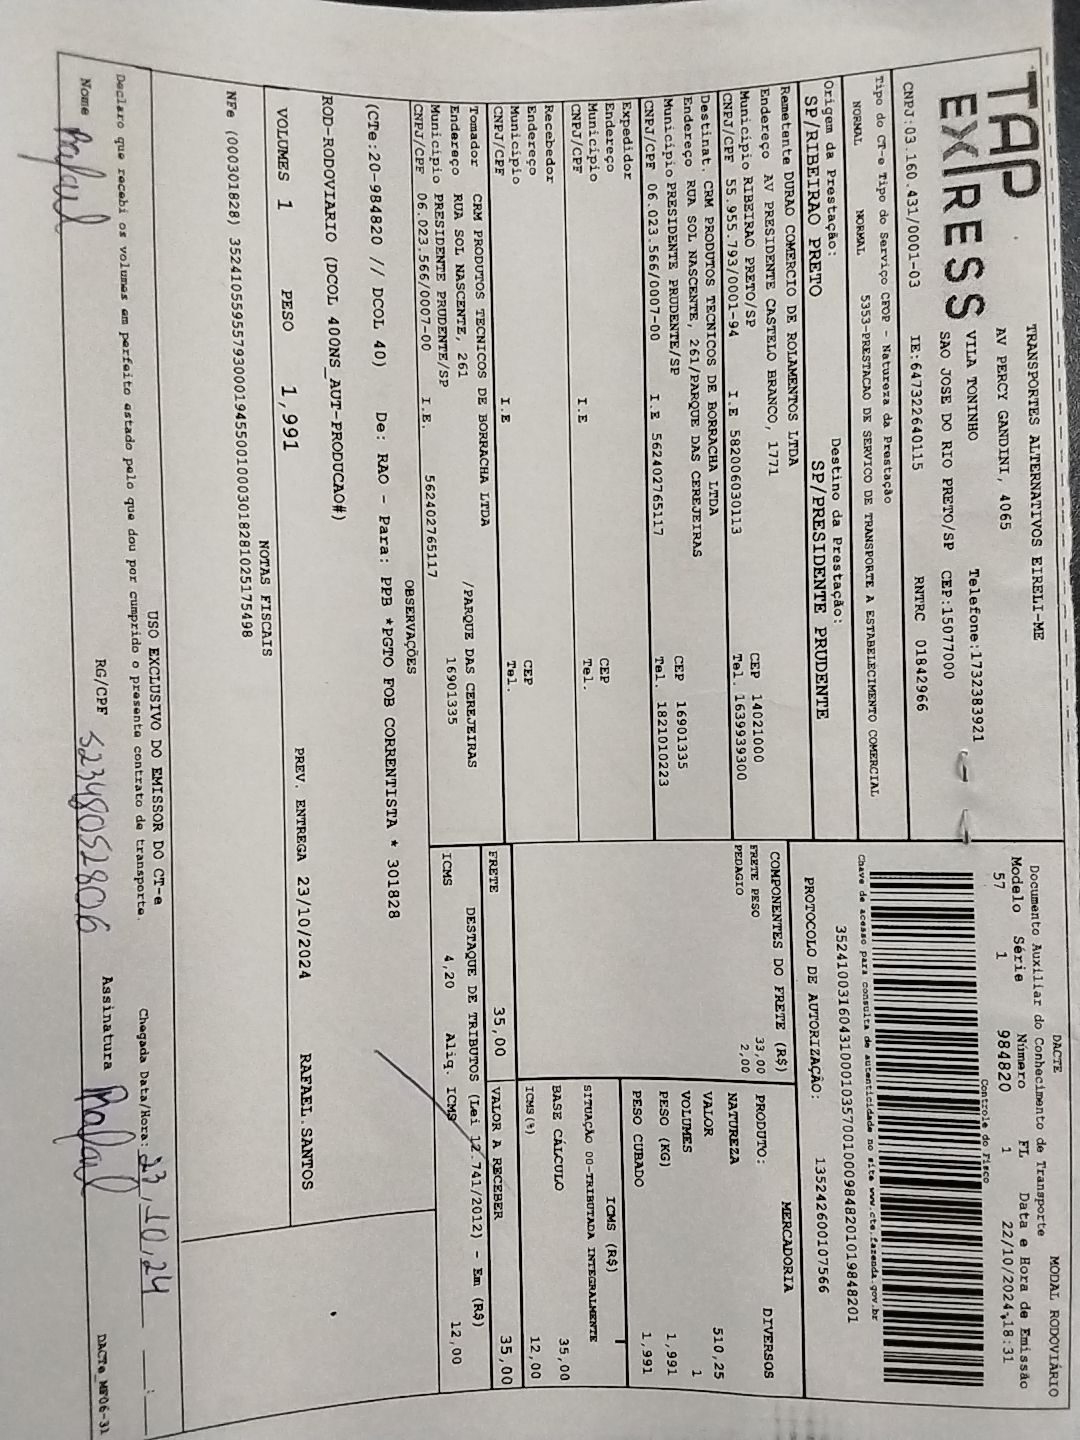 TAP
EXPRESS
TRANSPORTES ALTERNATIVOS EIRELI-ME
AV PERCY GANDINI, 4065
VILA TONINHO Telefone:1732383921
SAO JOSE DO RIO PRETO/SP CEP:15077000
CNPJ:03.160.431/0001-03 IE:647322640115 RNTRC 01842966
Tipo do CT-e Tipo do Serviço CFOP - Natureza da Prestação
NORMAL NORMAL 5353-PRESTACAO DE SERVICO DE TRANSPORTE A ESTABELECIMENTO COMERCIAL
Origem da Prestação: Destino da Prestação:
SP/RIBEIRAO PRETO SP/PRESIDENTE PRUDENTE
Remetente DURAO COMERCIO DE ROLAMENTOS LTDA
Endereço AV PRESIDENTE CASTELO BRANCO, 1771 CEP 14021000
Municipio RIBEIRAO PRETO/SP Tel. 1639939300
CNPJ/CPF 55.955.793/0001-94 I.E 582006030113
Destinat. CRM PRODUTOS TECNICOS DE BORRACHA LTDA
Endereço RUA SOL NASCENTE, 261/PARQUE DAS CEREJEIRAS
Municipio PRESIDENTE PRUDENTE/SP CEP 16901335
CNPJ/CPF 06.023.566/0007-00 I.E 562402765117 Tel. 1821010223
Expedidor
Endereço
Municipio CEP
CNPJ/CPF I.E Tel.
Recebedor
Endereço
Municipio CEP
CNPJ/CPF I.E Tel.
Tomador CRM PRODUTOS TECNICOS DE BORRACHA LTDA
Endereço RUA SOL NASCENTE, 261 /PARQUE DAS CEREJEIRAS
Municipio PRESIDENTE PRUDENTE/SP 16901335
CNPJ/CPF 06.023.566/0007-00 I.E. 562402765117
DACTE MODAL RODOVIÁRIO
Documento Auxiliar do Conhecimento de Transporte
Modelo Série Número FL Data e Hora de Emissão
57 1 984820 1 22/10/2024,18:31
Controle do Fisco
Chave de acesso para consulta de autenticidade no site www.cte.fazenda.gov.br
35241003160431000103570010009848201019848201
PROTOCOLO DE AUTORIZAÇÃO: 135242600107566
COMPONENTES DO FRETE (R$)
FRETE PESO 33,00
PEDAGIO 2,00
MERCADORIA
PRODUTO: DIVERSOS
NATUREZA
VALOR 510,25
VOLUMES 1
PESO (KG) 1,991
PESO CUBADO 1,991
ICMS (R$)
SITUAÇÃO 00-TRIBUTADA INTEGRALMENTE
BASE CÁLCULO 35,00
ICMS(%) 12,00
FRETE 35,00 VALOR A RECEBER 35,00
DESTAQUE DE TRIBUTOS (Lei 12.741/2012) - Em (R$)
ICMS 4,20 Aliq. ICMS 12,00
OBSERVAÇÕES
(CTe:20-984820 // DCOL 40) De: RAO - Para: PPB *PGTO FOB CORRENTISTA * 301828
ROD-RODOVIARIO (DCOL 400NS_AUT-PRODUCAO#)
VOLUMES 1 PESO 1,991 PREV. ENTREGA 23/10/2024 RAFAEL.SANTOS
NOTAS FISCAIS
NFe (000301828) 35241055955793000194550010003018281025175498
USO EXCLUSIVO DO EMISSOR DO CT-e
Declaro que recebi os volumes em perfeito estado pelo que dou por cumprido o presente contrato de transporte. Chegada Data/Hora: 23/10/24 __:__
Nome Rafael RG/CPF 52348052806 Assinatura Rafael
DACTe_MF06-31